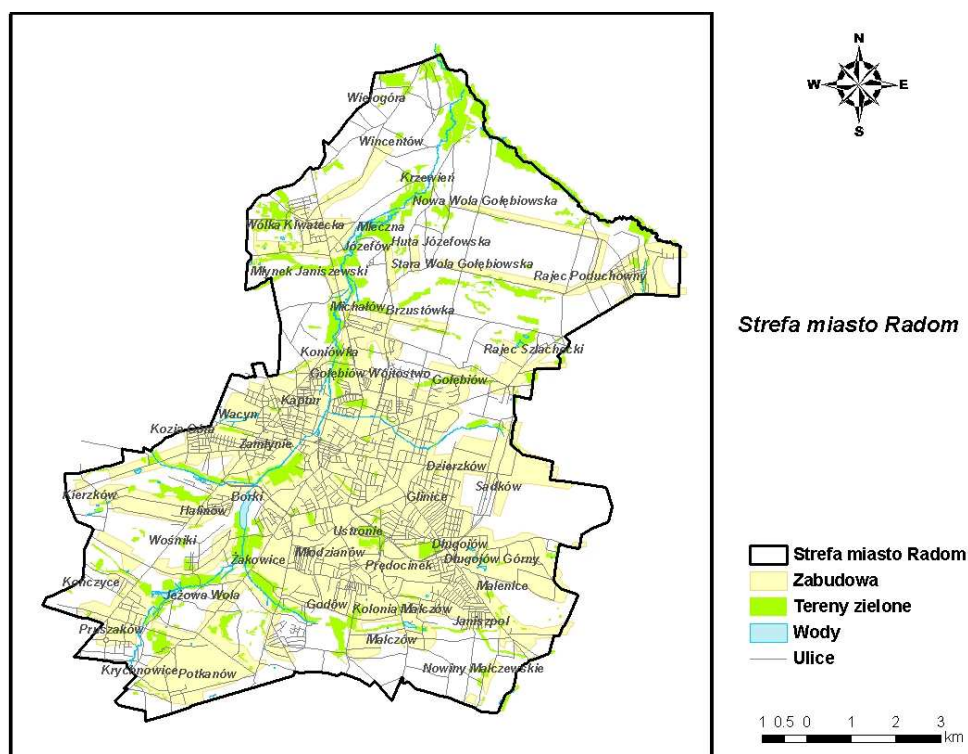 N
W E
S
Wielogóra
Wincentów
Krzewień
Nowa Wola Gołębiowska
Wólka Klwatecka
Mleczna
Józefów
Huta Józefowska
Młynek Janiszewski
Stara Wola Gołębiowska
Rajec Poduchowny
Michałów
Brzustówka
Strefa miasto Radom
Koniówka
Rajec Szlachecki
Gołębiów
Wójtostwo
Gołębiów
Kaptur
Wacyn
Kozia Góra
Zamłynie
Dzierzków
Kierzków
Borki
Glinice
Sadków
Halinów
Ustronie
Wośniki
Długojów
Żakowice
Młodzianów
Prędocinek
Długojów Górny
Kończyce
Malenice
Jeżowa Wola
Godów
Kolonia Malczów
Janiszpol
Pruszaków
Malczów
Krychnowice
Potkanów
Nowiny Malczewskie
Strefa miasto Radom
Zabudowa
Tereny zielone
Wody
Ulice
1 0.5 0 1 2 3
km